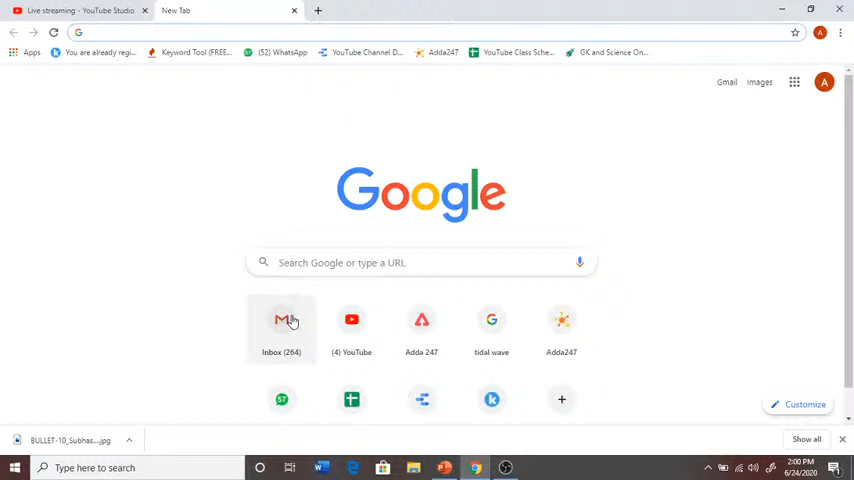 Live streaming - YouTube Studio
New Tab
G
Apps You are already regi... Keyword Tool (FREE... (52) WhatsApp YouTube Channel D... Adda247 YouTube Class Sche... GK and Science On...
Gmail Images A
Google
Search Google or type a URL
Inbox (264) (4) YouTube Adda 247 tidal wave Adda247
57
Customize
BULLET-10_Subhas....jpg
Show all
Type here to search
2:00 PM
6/24/2020